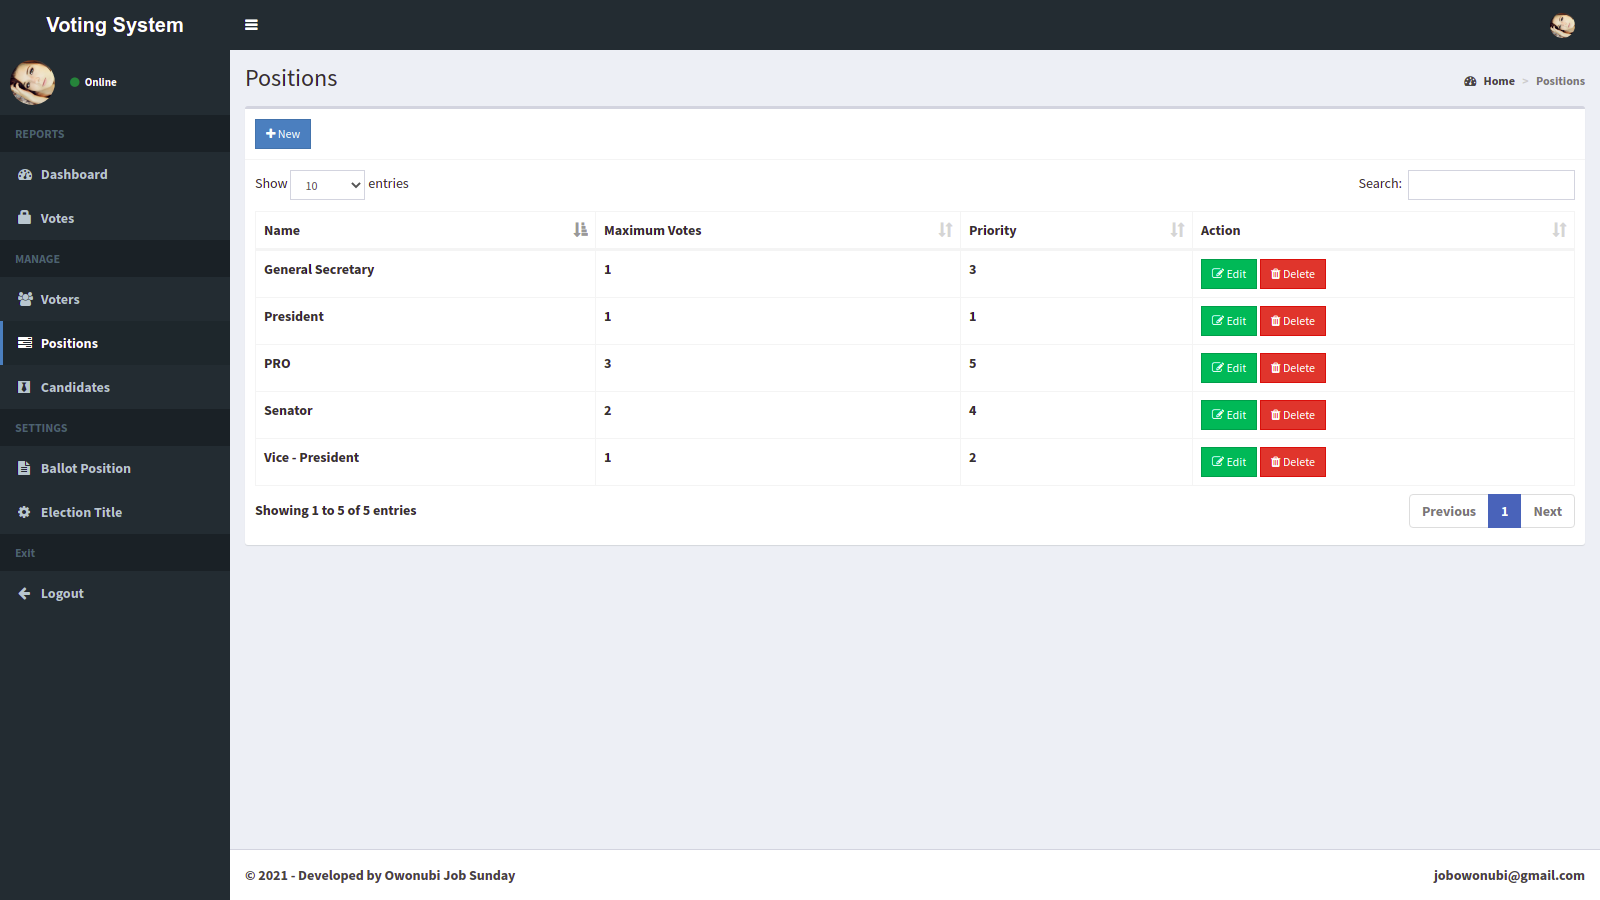 Voting System
Online
REPORTS
Dashboard
Votes
MANAGE
Voters
Positions
Candidates
SETTINGS
Ballot Position
Election Title
Exit
Logout
Positions
Home > Positions
New
Show 10 entries
Search:
Name Maximum Votes Priority Action
General Secretary 1 3 Edit Delete
President 1 1 Edit Delete
PRO 3 5 Edit Delete
Senator 2 4 Edit Delete
Vice - President 1 2 Edit Delete
Showing 1 to 5 of 5 entries
Previous 1 Next
© 2021 - Developed by Owonubi Job Sunday
jobowonubi@gmail.com